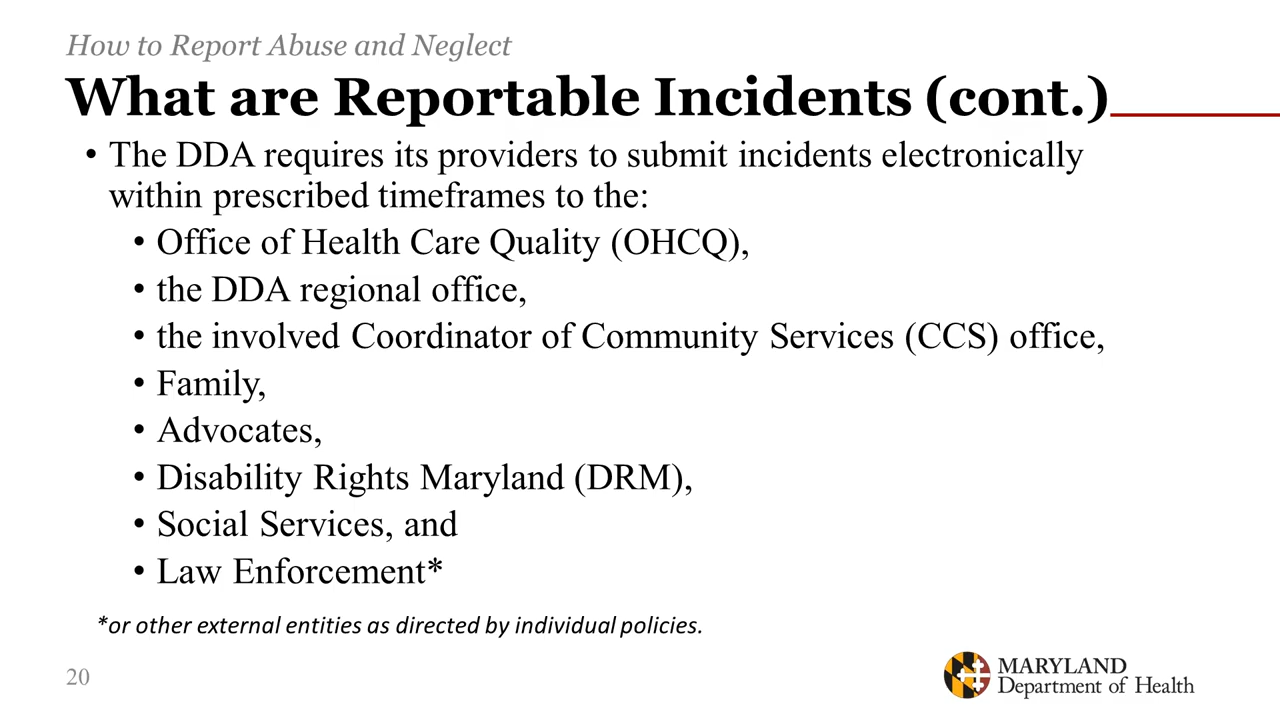 How to Report Abuse and Neglect
What are Reportable Incidents (cont.)
• The DDA requires its providers to submit incidents electronically
within prescribed timeframes to the:
• Office of Health Care Quality (OHCQ),
• the DDA regional office,
• the involved Coordinator of Community Services (CCS) office,
• Family,
• Advocates,
• Disability Rights Maryland (DRM),
• Social Services, and
• Law Enforcement*
*or other external entities as directed by individual policies.
20
MARYLAND
Department of Health